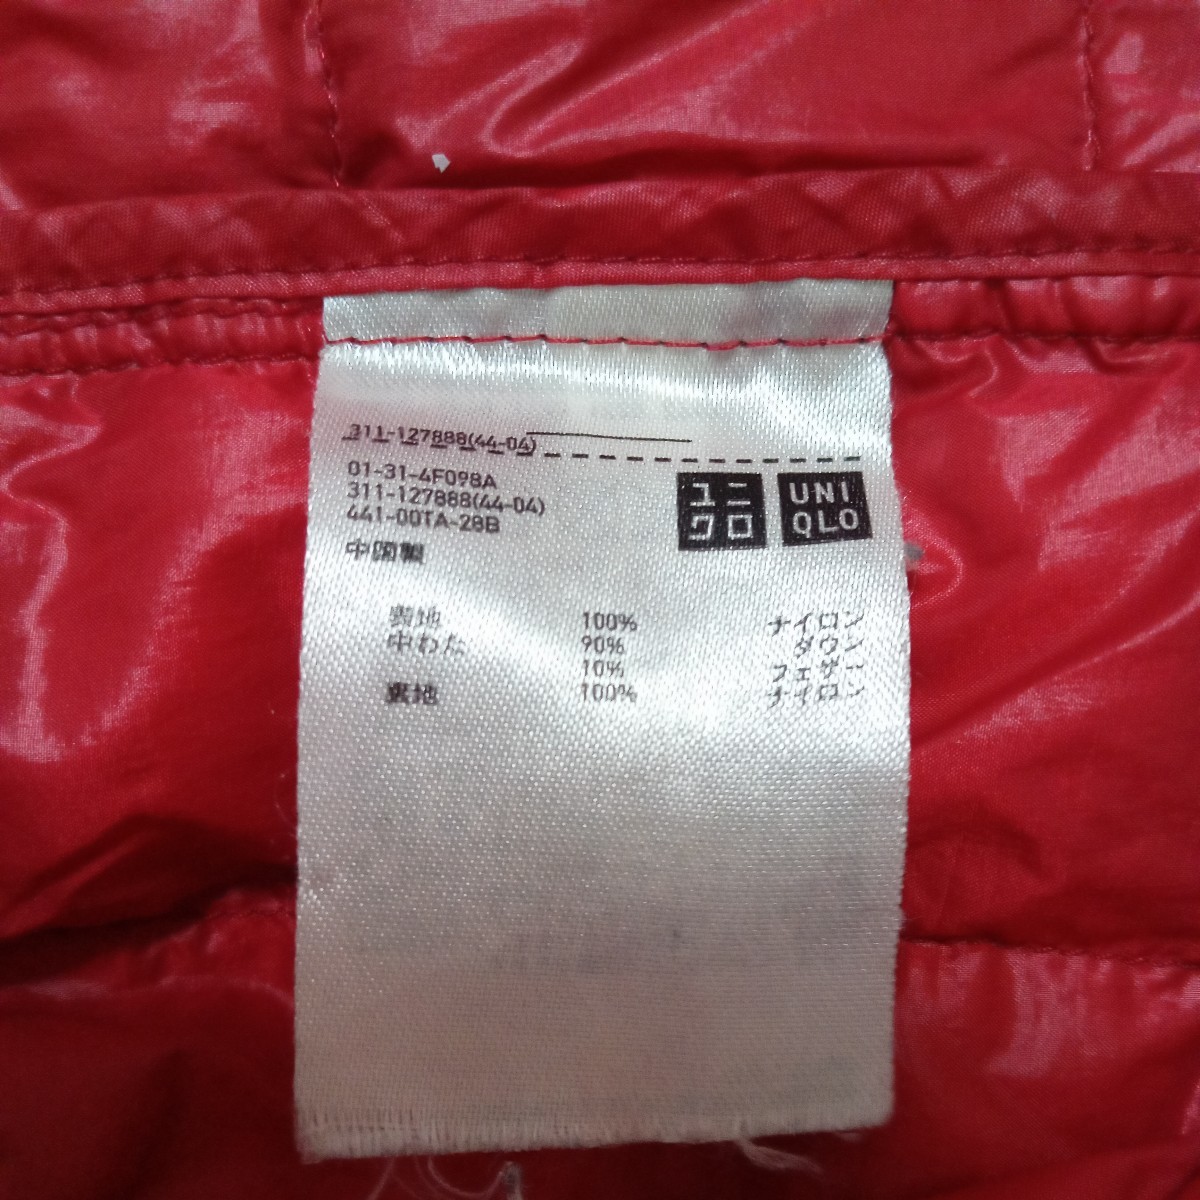 311-127888(44-04)
01-31-4F098A
311-127888(44-04)
441-00TA-28B
中国製
ユニ
クロ
UNI
QLO
表地 100% ナイロン
中わた 90% ダウン
10% フェザー
裏地 100% ナイロン